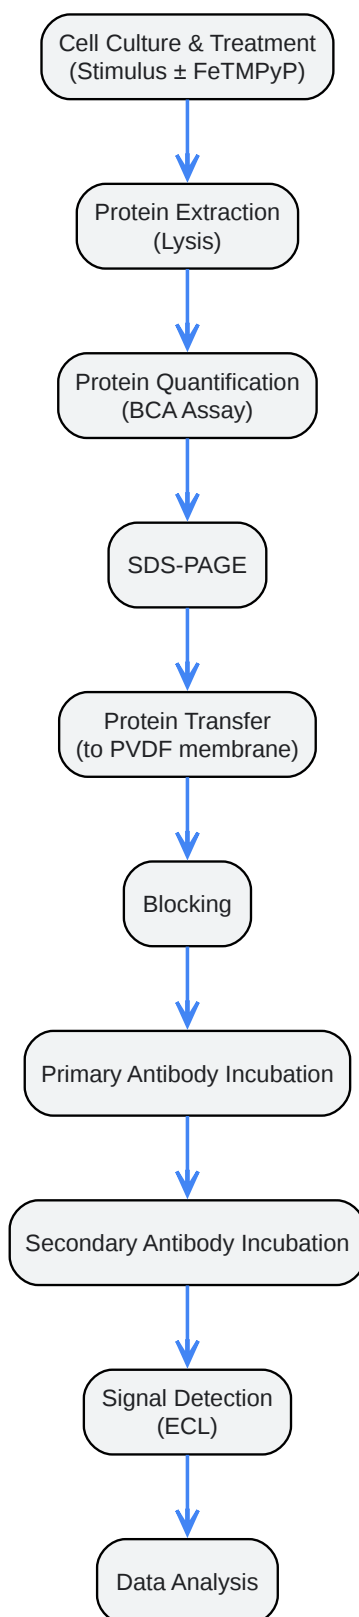 Cell Culture & Treatment
(Stimulus ± FeTMPyP)
Protein Extraction
(Lysis)
Protein Quantification
(BCA Assay)
SDS-PAGE
Protein Transfer
(to PVDF membrane)
Blocking
Primary Antibody Incubation
Secondary Antibody Incubation
Signal Detection
(ECL)
Data Analysis